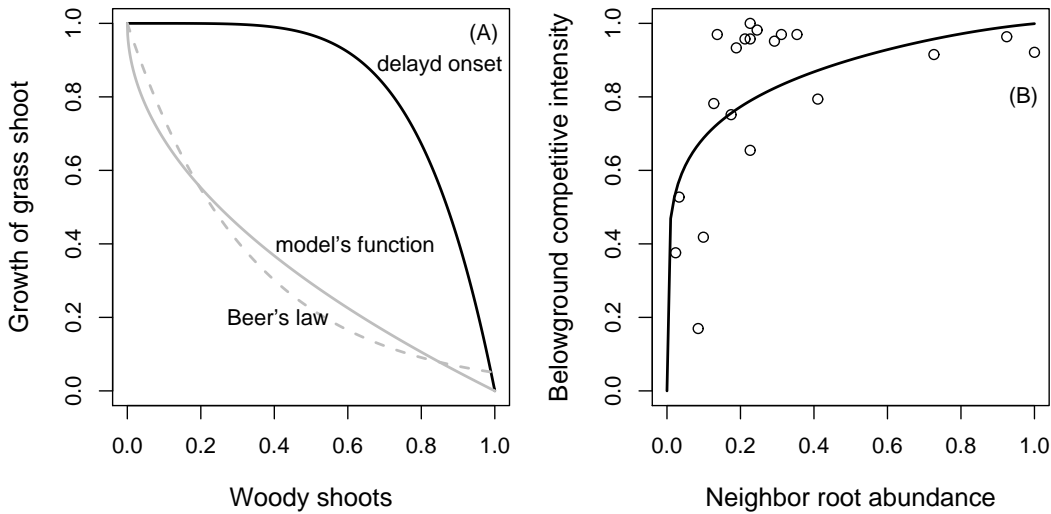 (A)
delayd onset
model's function
Beer's law
Growth of grass shoot
0.0 0.2 0.4 0.6 0.8 1.0
0.0 0.2 0.4 0.6 0.8 1.0
Woody shoots
(B)
Belowground competitive intensity
0.0 0.2 0.4 0.6 0.8 1.0
0.0 0.2 0.4 0.6 0.8 1.0
Neighbor root abundance